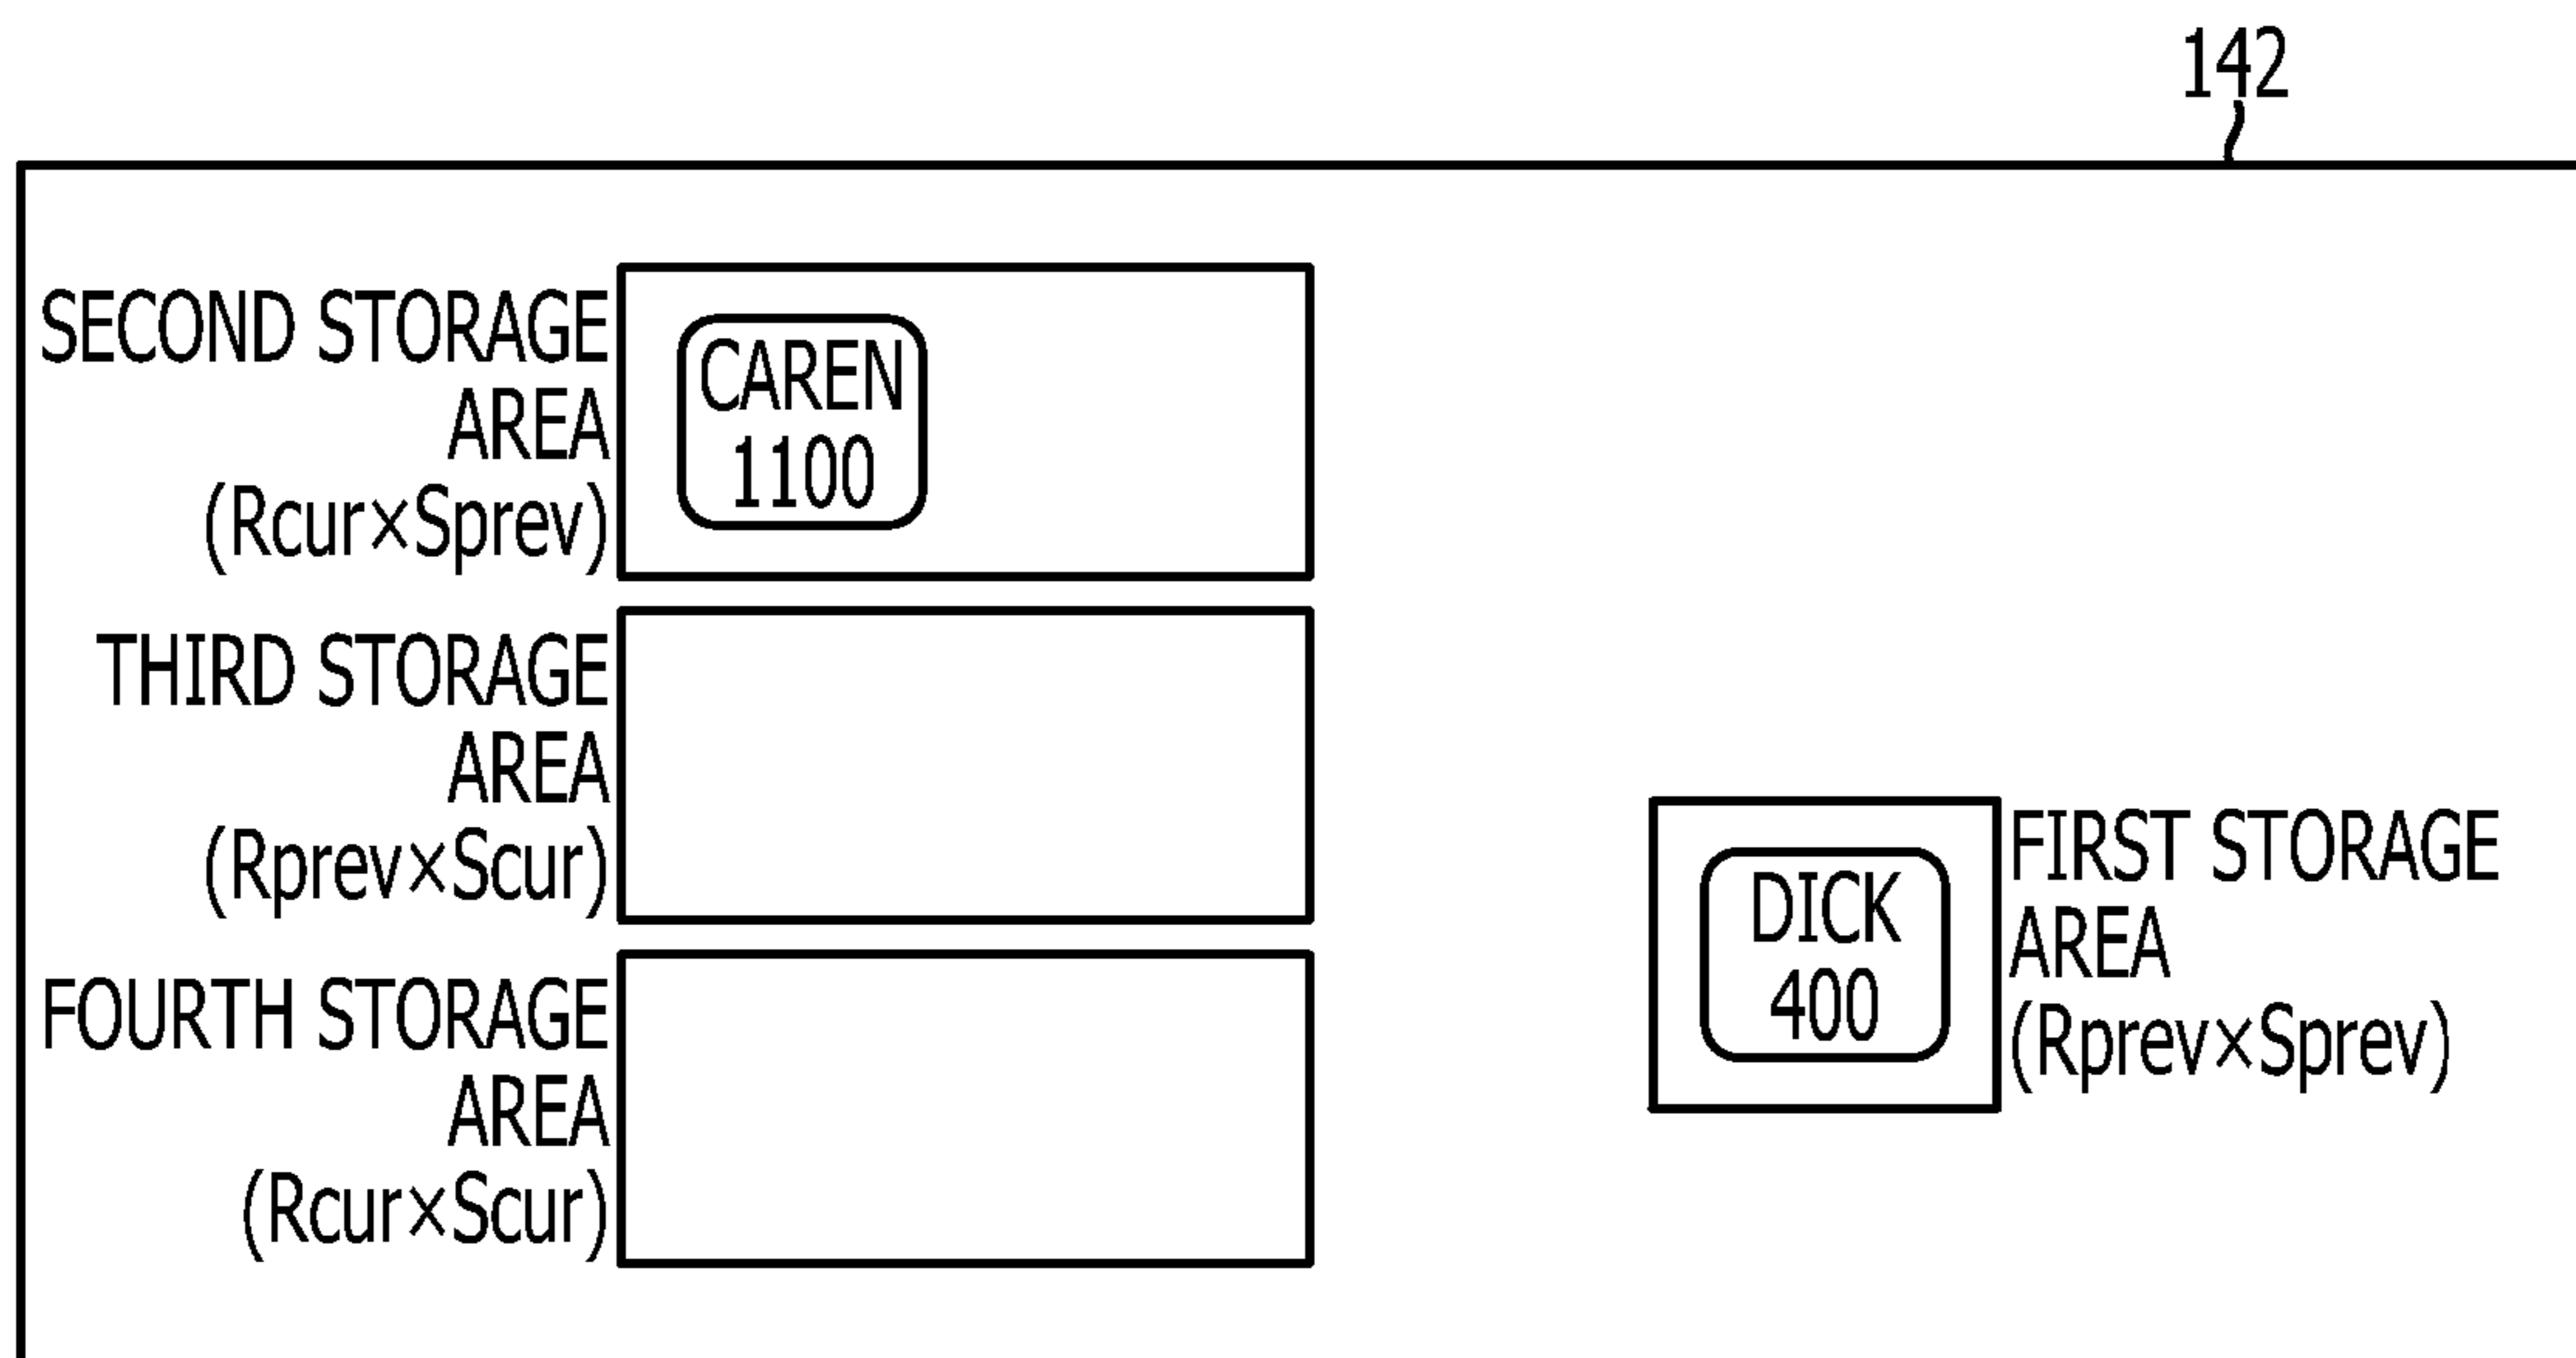 142
SECOND STORAGE
AREA
(Rcur×Sprev)
CAREN
1100
THIRD STORAGE
AREA
(Rprev×Scur)
FOURTH STORAGE
AREA
(Rcur×Scur)
DICK
400
FIRST STORAGE
AREA
(Rprev×Sprev)